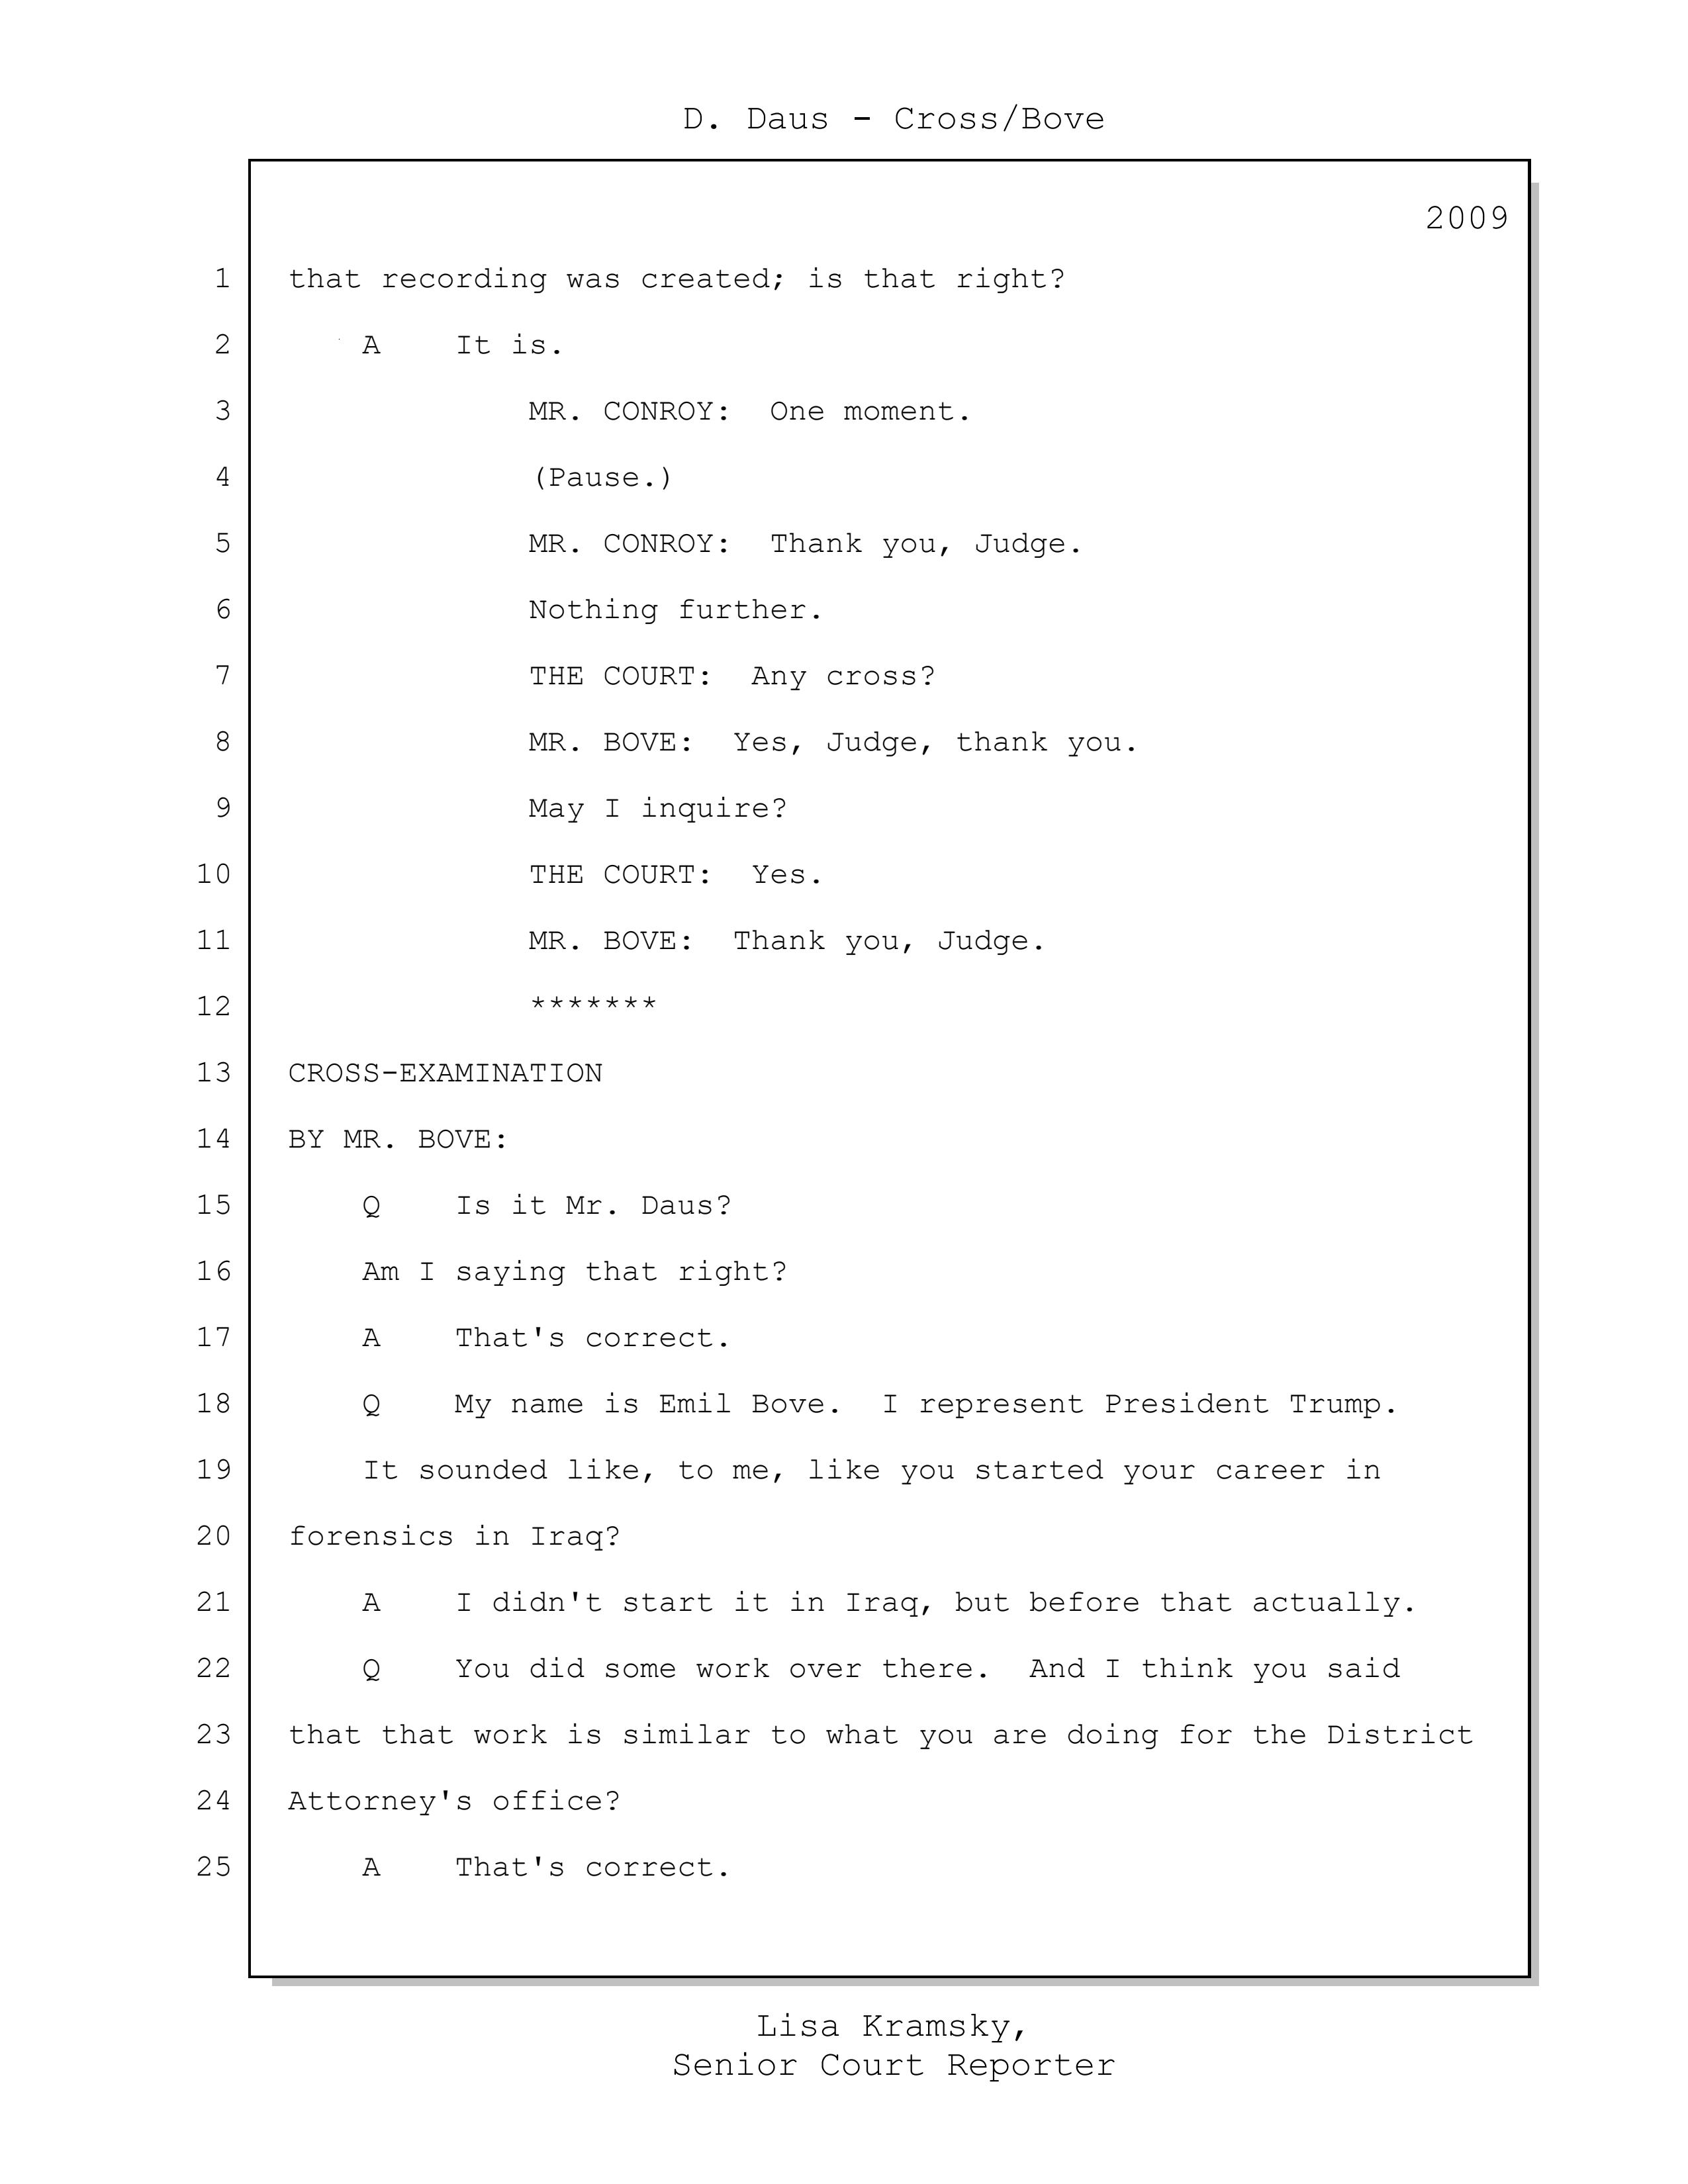 D. Daus - Cross/Bove
2009
1 that recording was created; is that right?
2 A It is.
3 MR. CONROY: One moment.
4 (Pause.)
5 MR. CONROY: Thank you, Judge.
6 Nothing further.
7 THE COURT: Any cross?
8 MR. BOVE: Yes, Judge, thank you.
9 May I inquire?
10 THE COURT: Yes.
11 MR. BOVE: Thank you, Judge.
12 *******
13 CROSS-EXAMINATION
14 BY MR. BOVE:
15 Q Is it Mr. Daus?
16 Am I saying that right?
17 A That's correct.
18 Q My name is Emil Bove. I represent President Trump.
19 It sounded like, to me, like you started your career in
20 forensics in Iraq?
21 A I didn't start it in Iraq, but before that actually.
22 Q You did some work over there. And I think you said
23 that that work is similar to what you are doing for the District
24 Attorney's office?
25 A That's correct.
Lisa Kramsky,
Senior Court Reporter